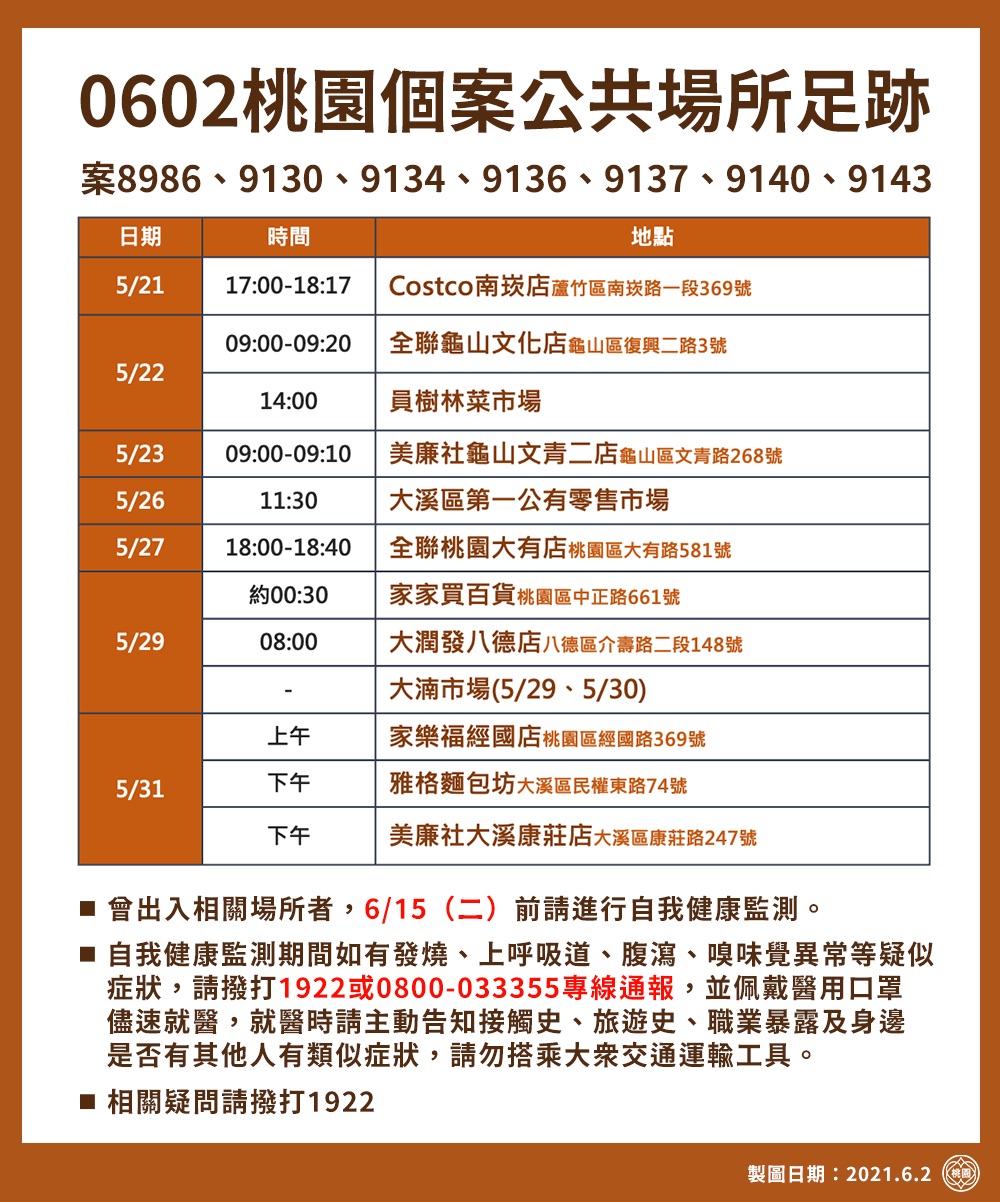 0602桃園個案公共場所足跡
案8986、9130、9134、9136、9137、9140、9143
日期 時間 地點
5/21 17:00-18:17 Costco南崁店蘆竹區南崁路一段369號
5/22 09:00-09:20 全聯龜山文化店龜山區復興二路3號
14:00 員樹林菜市場
5/23 09:00-09:10 美廉社龜山文青二店龜山區文青路268號
5/26 11:30 大溪區第一公有零售市場
5/27 18:00-18:40 全聯桃園大有店桃園區大有路581號
5/29 約00:30 家家買百貨桃園區中正路661號
08:00 大潤發八德店八德區介壽路二段148號
- 大湳市場(5/29、5/30)
5/31 上午 家樂福經國店桃園區經國路369號
下午 雅格麵包坊大溪區民權東路74號
下午 美廉社大溪康莊店大溪區康莊路247號
■ 曾出入相關場所者，6/15（二）前請進行自我健康監測。
■ 自我健康監測期間如有發燒、上呼吸道、腹瀉、嗅味覺異常等疑似
症狀，請撥打1922或0800-033355專線通報，並佩戴醫用口罩
儘速就醫，就醫時請主動告知接觸史、旅遊史、職業暴露及身邊
是否有其他人有類似症狀，請勿搭乘大眾交通運輸工具。
■ 相關疑問請撥打1922
製圖日期：2021.6.2 桃園